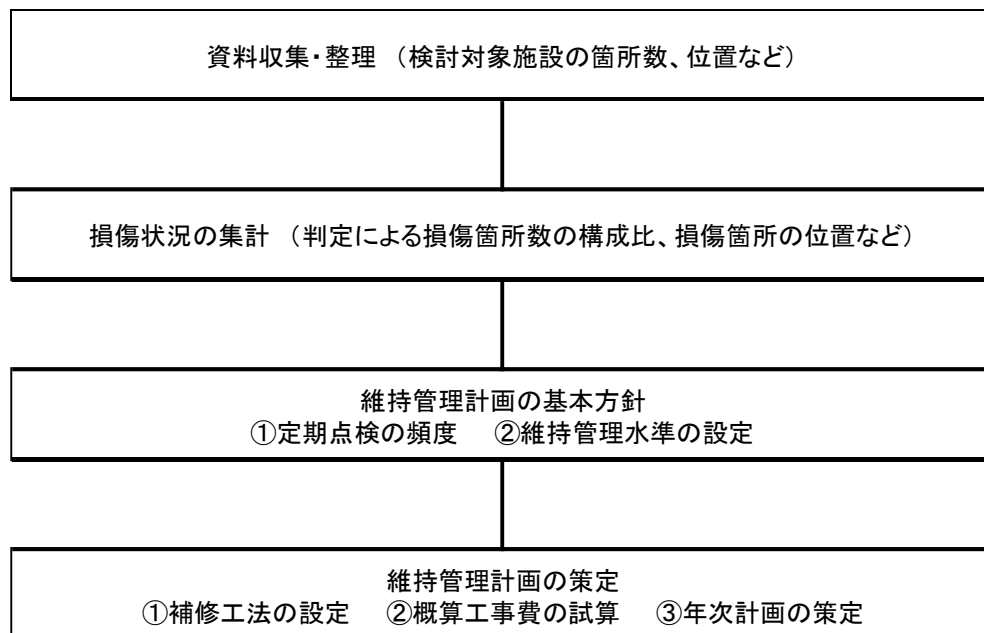 資料収集・整理 （検討対象施設の箇所数、位置など）
損傷状況の集計 （判定による損傷箇所数の構成比、損傷箇所の位置など）
維持管理計画の基本方針
①定期点検の頻度 ②維持管理水準の設定
維持管理計画の策定
①補修工法の設定 ②概算工事費の試算 ③年次計画の策定